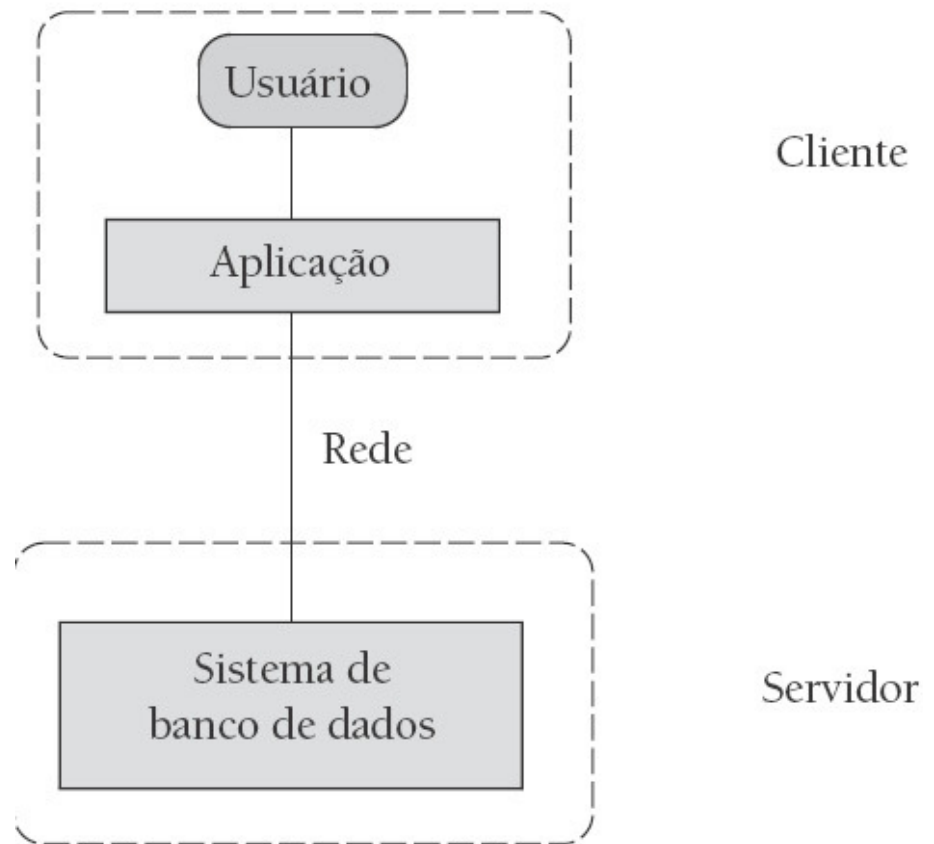 Usuário
Cliente
Aplicação
Rede
Sistema de
banco de dados
Servidor